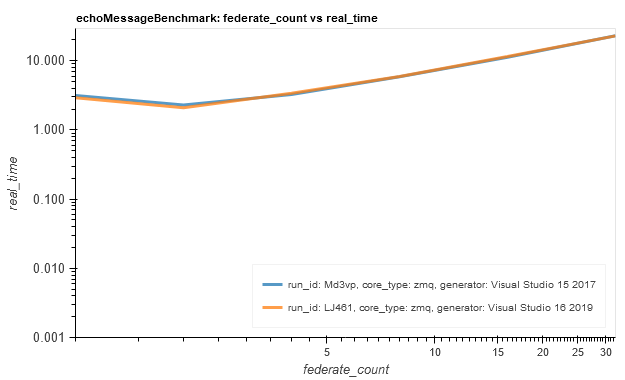 echoMessageBenchmark: federate_count vs real_time
10.000
1.000
0.100
0.010
0.001
real_time
run_id: Md3vp, core_type: zmq, generator: Visual Studio 15 2017
run_id: LJ461, core_type: zmq, generator: Visual Studio 16 2019
5 10 15 20 25 30
federate_count